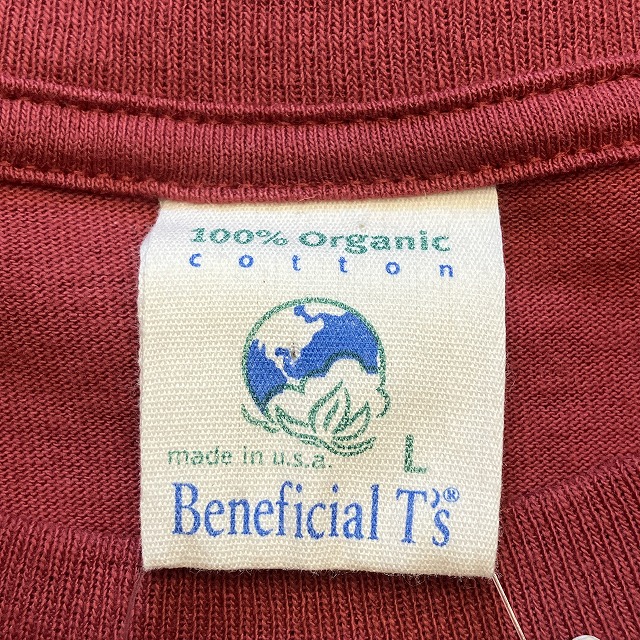 100% Organic
cotton
made in u.s.a.
L
Beneficial T's®